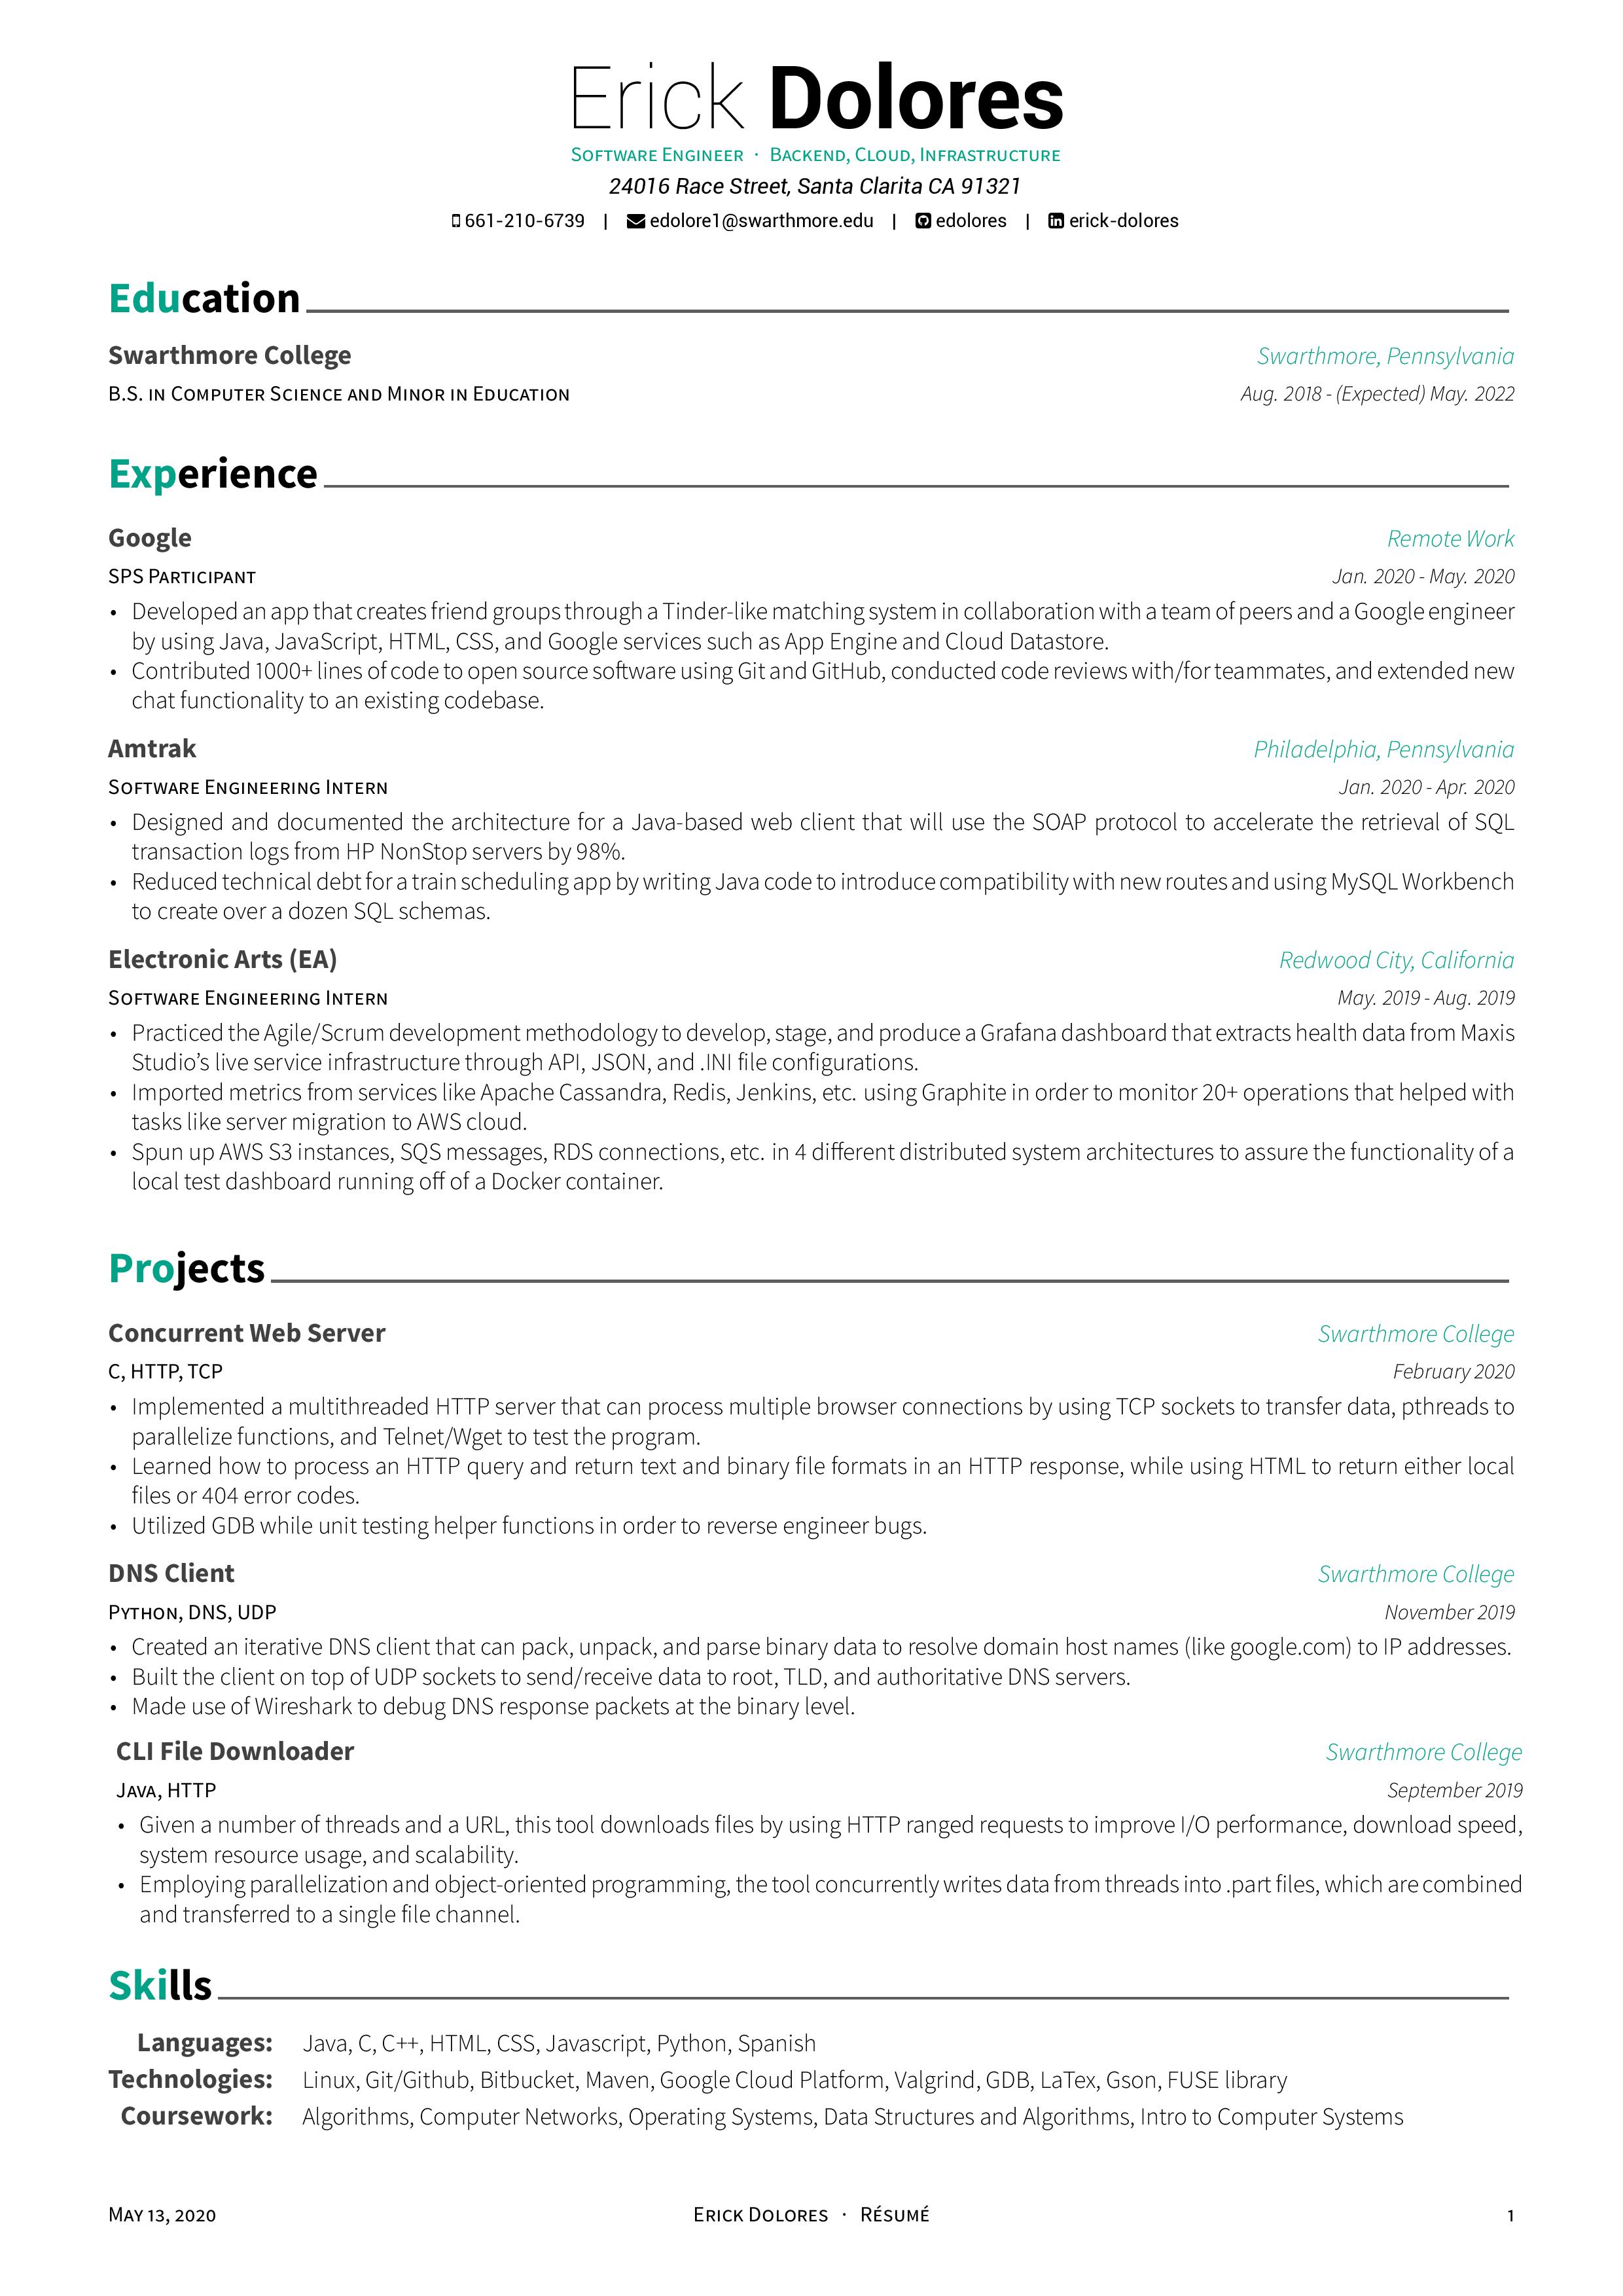 Erick Dolores
Software Engineer · Backend, Cloud, Infrastructure
24016 Race Street, Santa Clarita CA 91321
661-210-6739 | edolore1@swarthmore.edu | edolores | erick-dolores
Education
Swarthmore College Swarthmore, Pennsylvania
B.S. in Computer Science and Minor in Education Aug. 2018 - (Expected) May. 2022
Experience
Google Remote Work
SPS Participant Jan. 2020 - May. 2020
• Developed an app that creates friend groups through a Tinder-like matching system in collaboration with a team of peers and a Google engineer
by using Java, JavaScript, HTML, CSS, and Google services such as App Engine and Cloud Datastore.
• Contributed 1000+ lines of code to open source software using Git and GitHub, conducted code reviews with/for teammates, and extended new
chat functionality to an existing codebase.
Amtrak Philadelphia, Pennsylvania
Software Engineering Intern Jan. 2020 - Apr. 2020
• Designed and documented the architecture for a Java-based web client that will use the SOAP protocol to accelerate the retrieval of SQL
transaction logs from HP NonStop servers by 98%.
• Reduced technical debt for a train scheduling app by writing Java code to introduce compatibility with new routes and using MySQL Workbench
to create over a dozen SQL schemas.
Electronic Arts (EA) Redwood City, California
Software Engineering Intern May. 2019 - Aug. 2019
• Practiced the Agile/Scrum development methodology to develop, stage, and produce a Grafana dashboard that extracts health data from Maxis
Studio's live service infrastructure through API, JSON, and .INI file configurations.
• Imported metrics from services like Apache Cassandra, Redis, Jenkins, etc. using Graphite in order to monitor 20+ operations that helped with
tasks like server migration to AWS cloud.
• Spun up AWS S3 instances, SQS messages, RDS connections, etc. in 4 different distributed system architectures to assure the functionality of a
local test dashboard running off of a Docker container.
Projects
Concurrent Web Server Swarthmore College
C, HTTP, TCP February 2020
• Implemented a multithreaded HTTP server that can process multiple browser connections by using TCP sockets to transfer data, pthreads to
parallelize functions, and Telnet/Wget to test the program.
• Learned how to process an HTTP query and return text and binary file formats in an HTTP response, while using HTML to return either local
files or 404 error codes.
• Utilized GDB while unit testing helper functions in order to reverse engineer bugs.
DNS Client Swarthmore College
Python, DNS, UDP November 2019
• Created an iterative DNS client that can pack, unpack, and parse binary data to resolve domain host names (like google.com) to IP addresses.
• Built the client on top of UDP sockets to send/receive data to root, TLD, and authoritative DNS servers.
• Made use of Wireshark to debug DNS response packets at the binary level.
CLI File Downloader Swarthmore College
Java, HTTP September 2019
• Given a number of threads and a URL, this tool downloads files by using HTTP ranged requests to improve I/O performance, download speed,
system resource usage, and scalability.
• Employing parallelization and object-oriented programming, the tool concurrently writes data from threads into .part files, which are combined
and transferred to a single file channel.
Skills
Languages: Java, C, C++, HTML, CSS, Javascript, Python, Spanish
Technologies: Linux, Git/Github, Bitbucket, Maven, Google Cloud Platform, Valgrind, GDB, LaTex, Gson, FUSE library
Coursework: Algorithms, Computer Networks, Operating Systems, Data Structures and Algorithms, Intro to Computer Systems
May 13, 2020 Erick Dolores · Résumé 1